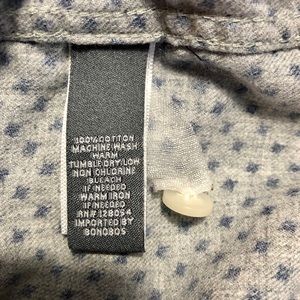 100% COTTON
MACHINE WASH
WARM
TUMBLE DRY LOW
NON CHLORINE
BLEACH
IF NEEDED
WARM IRON
IF NEEDED
RN# 128054
IMPORTED BY
BONOBOS